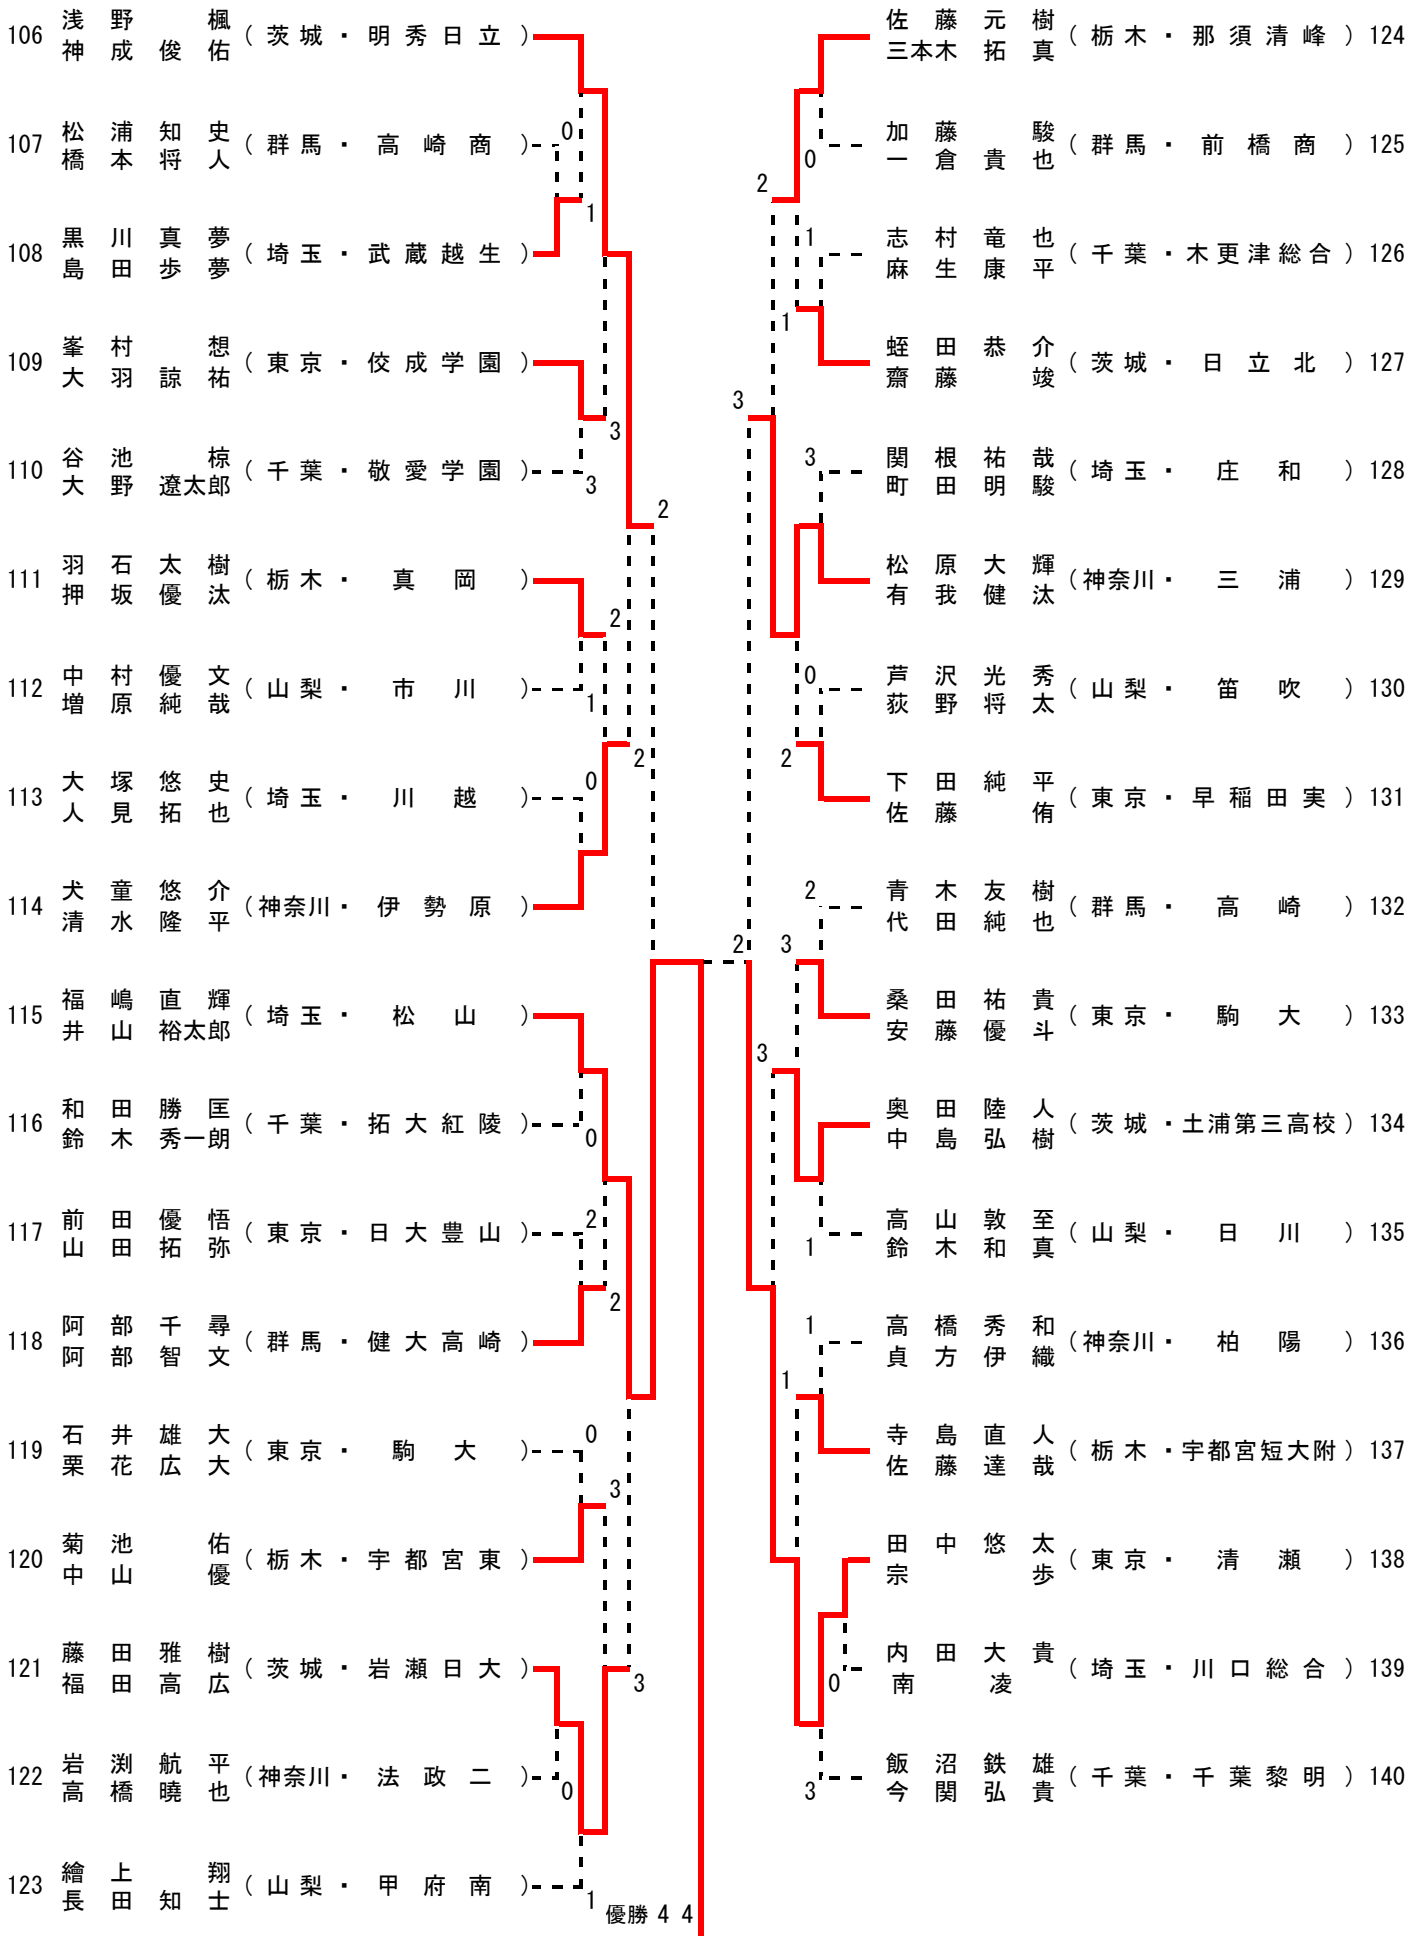 106 浅野 楓 (茨城・明秀日立)
神成俊佑
0
107 松浦知史 (群馬・高崎商)
橋本将人
1
108 黒川真夢 (埼玉・武蔵越生)
島田歩夢
109 峯村 想 (東京・佼成学園)
大羽諒祐
3
110 谷池 椋 (千葉・敬愛学園)
大野遼太郎
3
2
111 羽石太樹 (栃木・真岡)
押坂優汰
2
112 中村優文 (山梨・市川)
増原純哉
1
2
113 大塚悠史 (埼玉・川越)
人見拓也
0
114 犬童悠介 (神奈川・伊勢原)
清水隆平
115 福嶋直輝 (埼玉・松山)
井山裕太郎
116 和田勝匡 (千葉・拓大紅陵)
鈴木秀一朗
0
117 前田優悟 (東京・日大豊山)
山田拓弥
2
2
118 阿部千尋 (群馬・健大高崎)
阿部智文
119 石井雄大 (東京・駒大)
栗花広大
0
3
120 菊池 佑 (栃木・宇都宮東)
中山 優
121 藤田雅樹 (茨城・岩瀬日大)
福田高広
3
122 岩渕航平 (神奈川・法政二)
高橋曉也
0
123 繪上 翔 (山梨・甲府南)
長田知士
1
優勝 4 4
佐藤元樹 (栃木・那須清峰) 124
三本木拓真
加藤 駿 (群馬・前橋商) 125
一倉貴也
0
2
1
志村竜也 (千葉・木更津総合) 126
麻生康平
1
蛭田恭介 (茨城・日立北) 127
齋藤 竣
3
3
関根祐哉 (埼玉・庄和) 128
町田明駿
松原大輝 (神奈川・三浦) 129
有我健汰
0
芦沢光秀 (山梨・笛吹) 130
荻野将太
2
下田純平 (東京・早稲田実) 131
佐藤 侑
2
青木友樹 (群馬・高崎) 132
代田純也
2
3
桑田祐貴 (東京・駒大) 133
安藤優斗
3
奥田陸人 (茨城・土浦第三高校) 134
中島弘樹
高山敦至 (山梨・日川) 135
鈴木和真
1
1
高橋秀和 (神奈川・柏陽) 136
貞方伊織
1
寺島直人 (栃木・宇都宮短大附) 137
佐藤達哉
田中悠太 (東京・清瀬) 138
宗 歩
内田大貴 (埼玉・川口総合) 139
南 凌
0
飯沼鉄雄 (千葉・千葉黎明) 140
今関弘貴
3